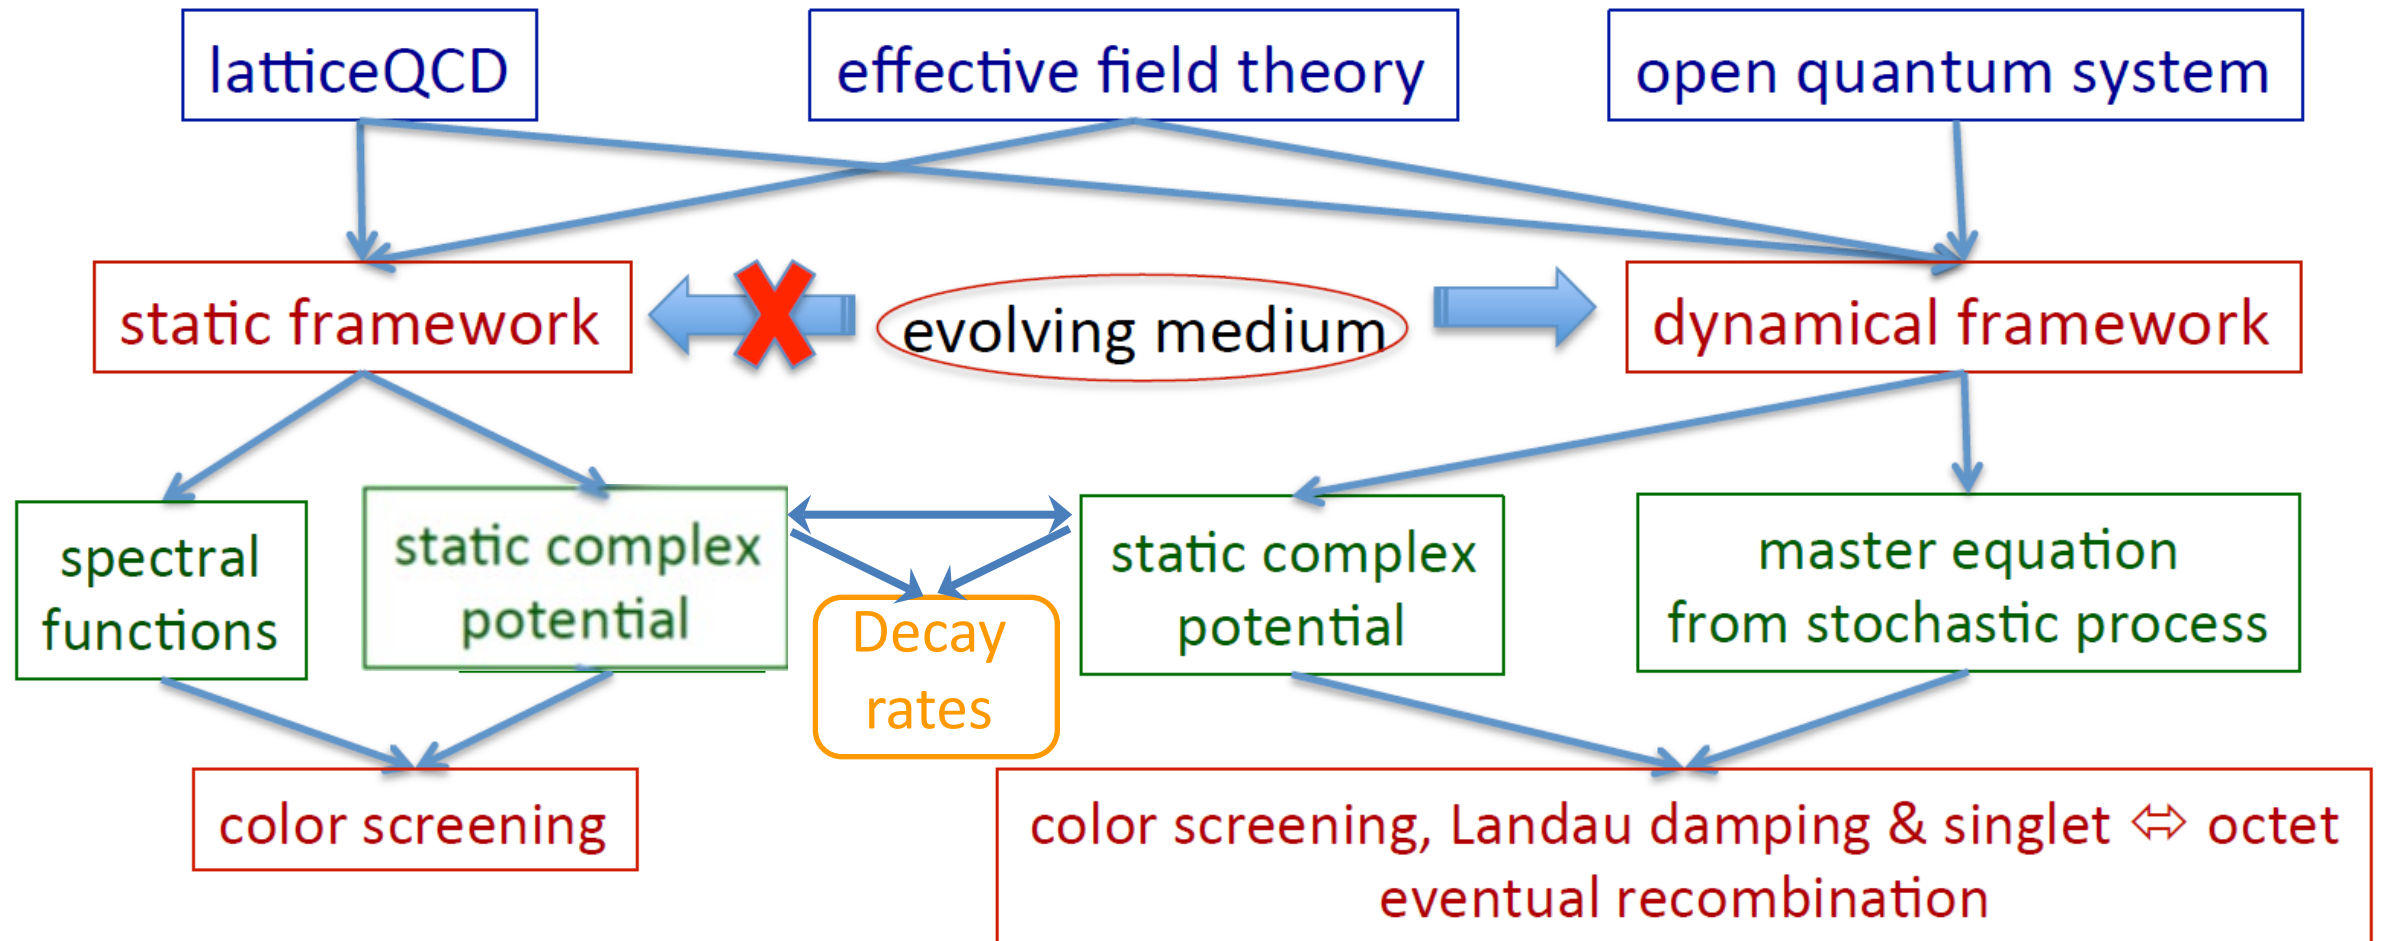 latticeQCD
effective field theory
open quantum system
static framework
evolving medium
dynamical framework
spectral
functions
static complex
potential
Decay
rates
static complex
potential
master equation
from stochastic process
color screening
color screening, Landau damping & singlet ⇔ octet
eventual recombination